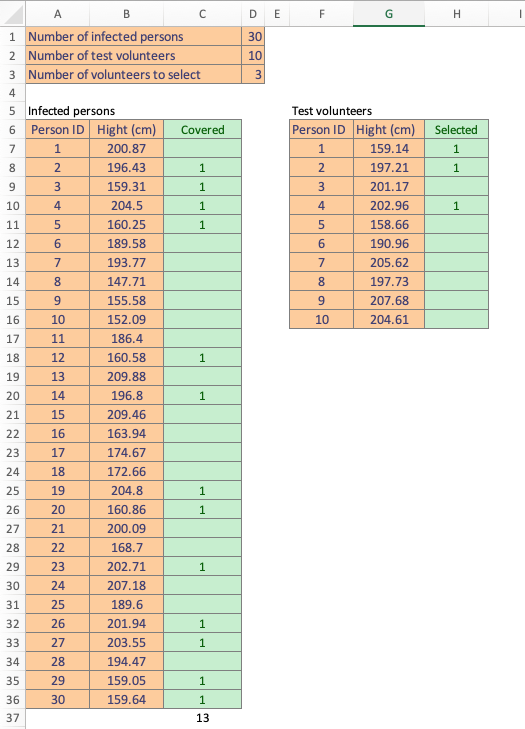 A B C D E F G H I
1 Number of infected persons 30
2 Number of test volunteers 10
3 Number of volunteers to select 3
4
5 Infected persons Test volunteers
6 Person ID Hight (cm) Covered Person ID Hight (cm) Selected
7 1 200.87 1 159.14 1
8 2 196.43 1 2 197.21 1
9 3 159.31 1 3 201.17
10 4 204.5 1 4 202.96 1
11 5 160.25 1 5 158.66
12 6 189.58 6 190.96
13 7 193.77 7 205.62
14 8 147.71 8 197.73
15 9 155.58 9 207.68
16 10 152.09 10 204.61
17 11 186.4
18 12 160.58 1
19 13 209.88
20 14 196.8 1
21 15 209.46
22 16 163.94
23 17 174.67
24 18 172.66
25 19 204.8 1
26 20 160.86 1
27 21 200.09
28 22 168.7
29 23 202.71 1
30 24 207.18
31 25 189.6
32 26 201.94 1
33 27 203.55 1
34 28 194.47
35 29 159.05 1
36 30 159.64 1
37 13